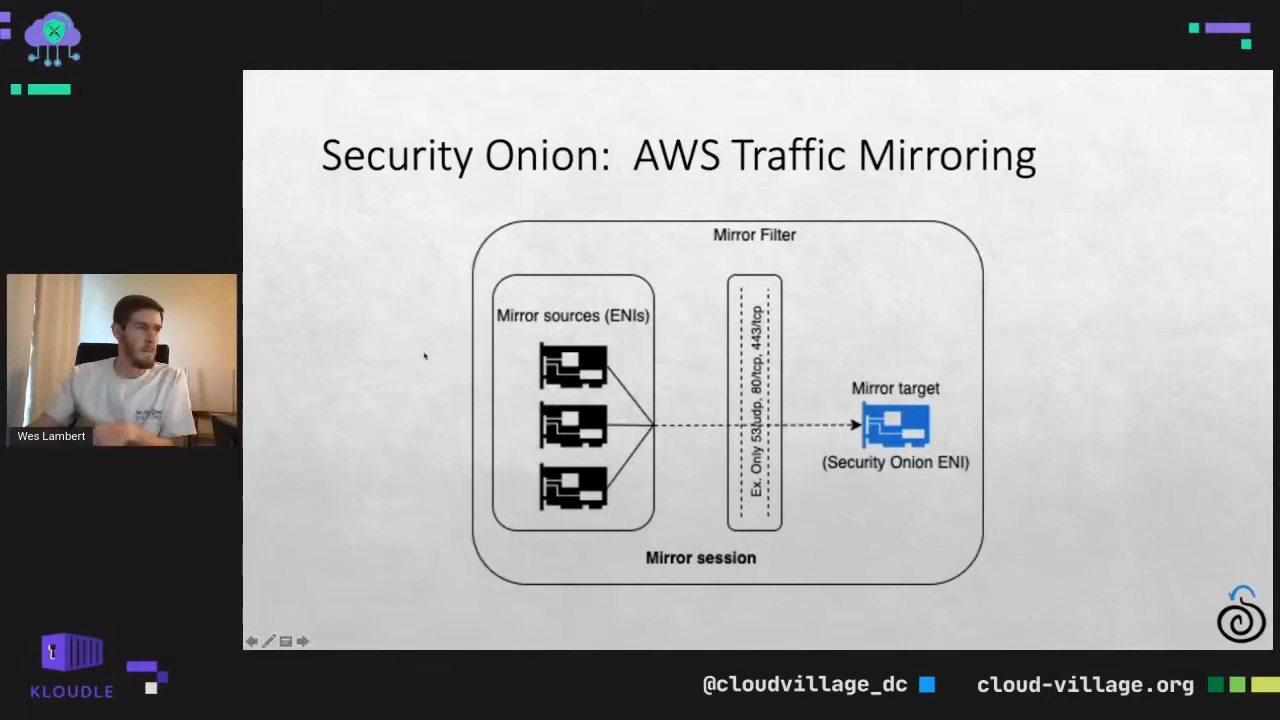 Security Onion: AWS Traffic Mirroring
Mirror Filter
Mirror sources (ENIs)
Ex. Only 53/udp, 80/tcp, 443/tcp
Mirror target
(Security Onion ENI)
Mirror session
Wes Lambert
KLOUDLE
@cloudvillage_dc
cloud-village.org